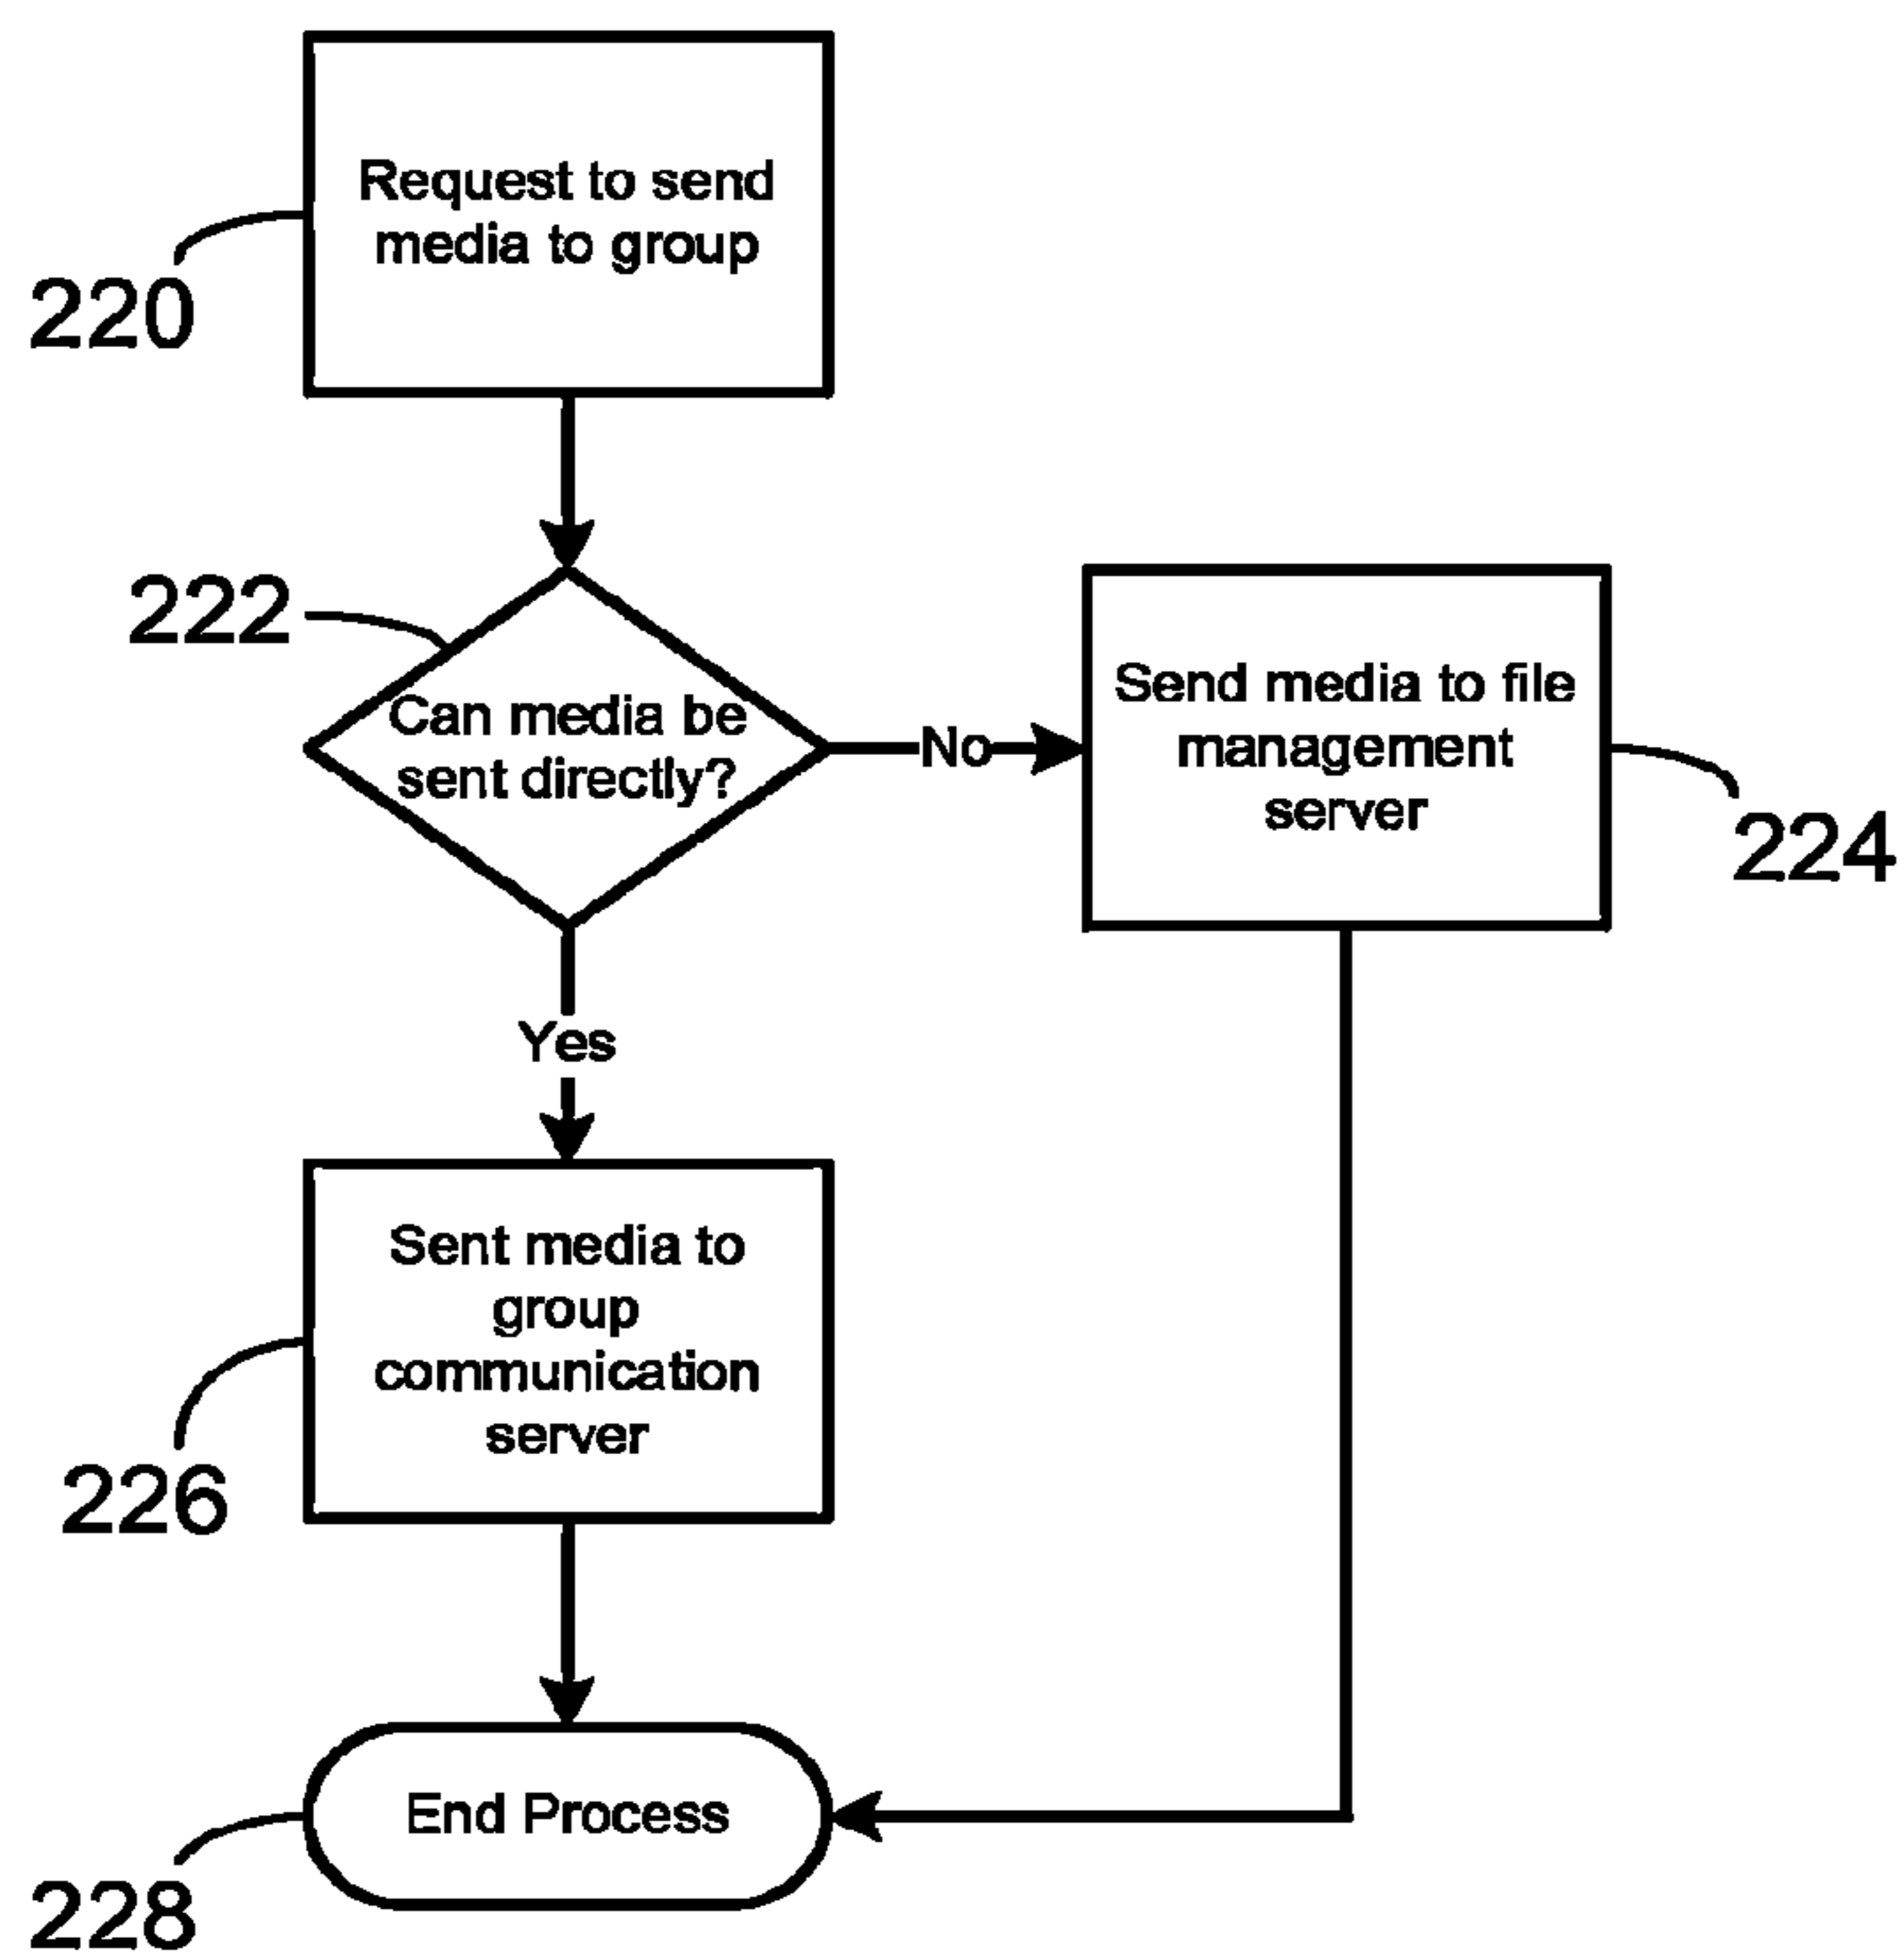 Request to send
media to group
220
222
Can media be
sent directly?
No
Send media to file
management
server
224
Yes
Sent media to
group
communication
server
226
End Process
228